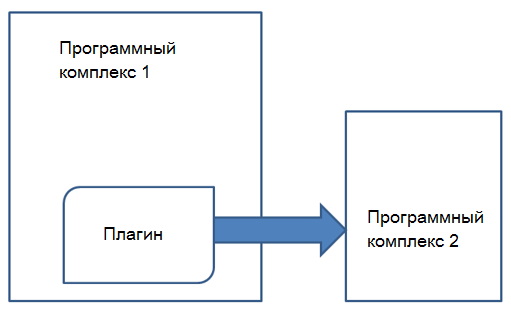 Программный
комплекс 1
Плагин
Программный
комплекс 2